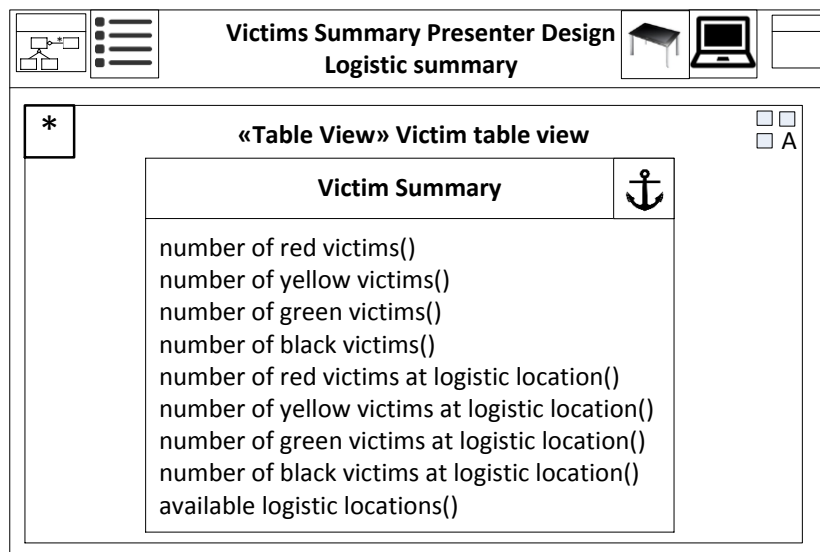 Victims Summary Presenter Design
Logistic summary
*
*
«Table View» Victim table view
A
Victim Summary
number of red victims()
number of yellow victims()
number of green victims()
number of black victims()
number of red victims at logistic location()
number of yellow victims at logistic location()
number of green victims at logistic location()
number of black victims at logistic location()
available logistic locations()